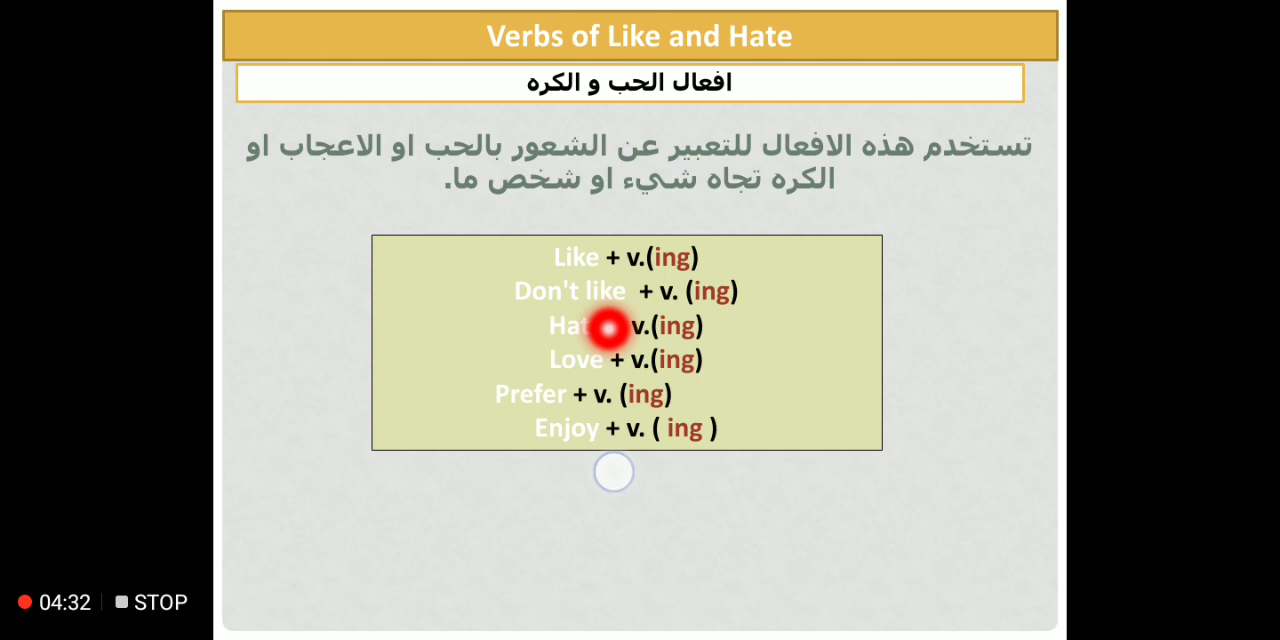 Verbs of Like and Hate
افعال الحب و الكره
تستخدم هذه الافعال للتعبير عن الشعور بالحب او الاعجاب او
الكره تجاه شيء او شخص ما.
Like + v.(ing)
Don't like + v. (ing)
v.(ing)
Love + v.(ing)
Prefer + v. (ing)
Enjoy + v. ( ing )
04:32 STOP